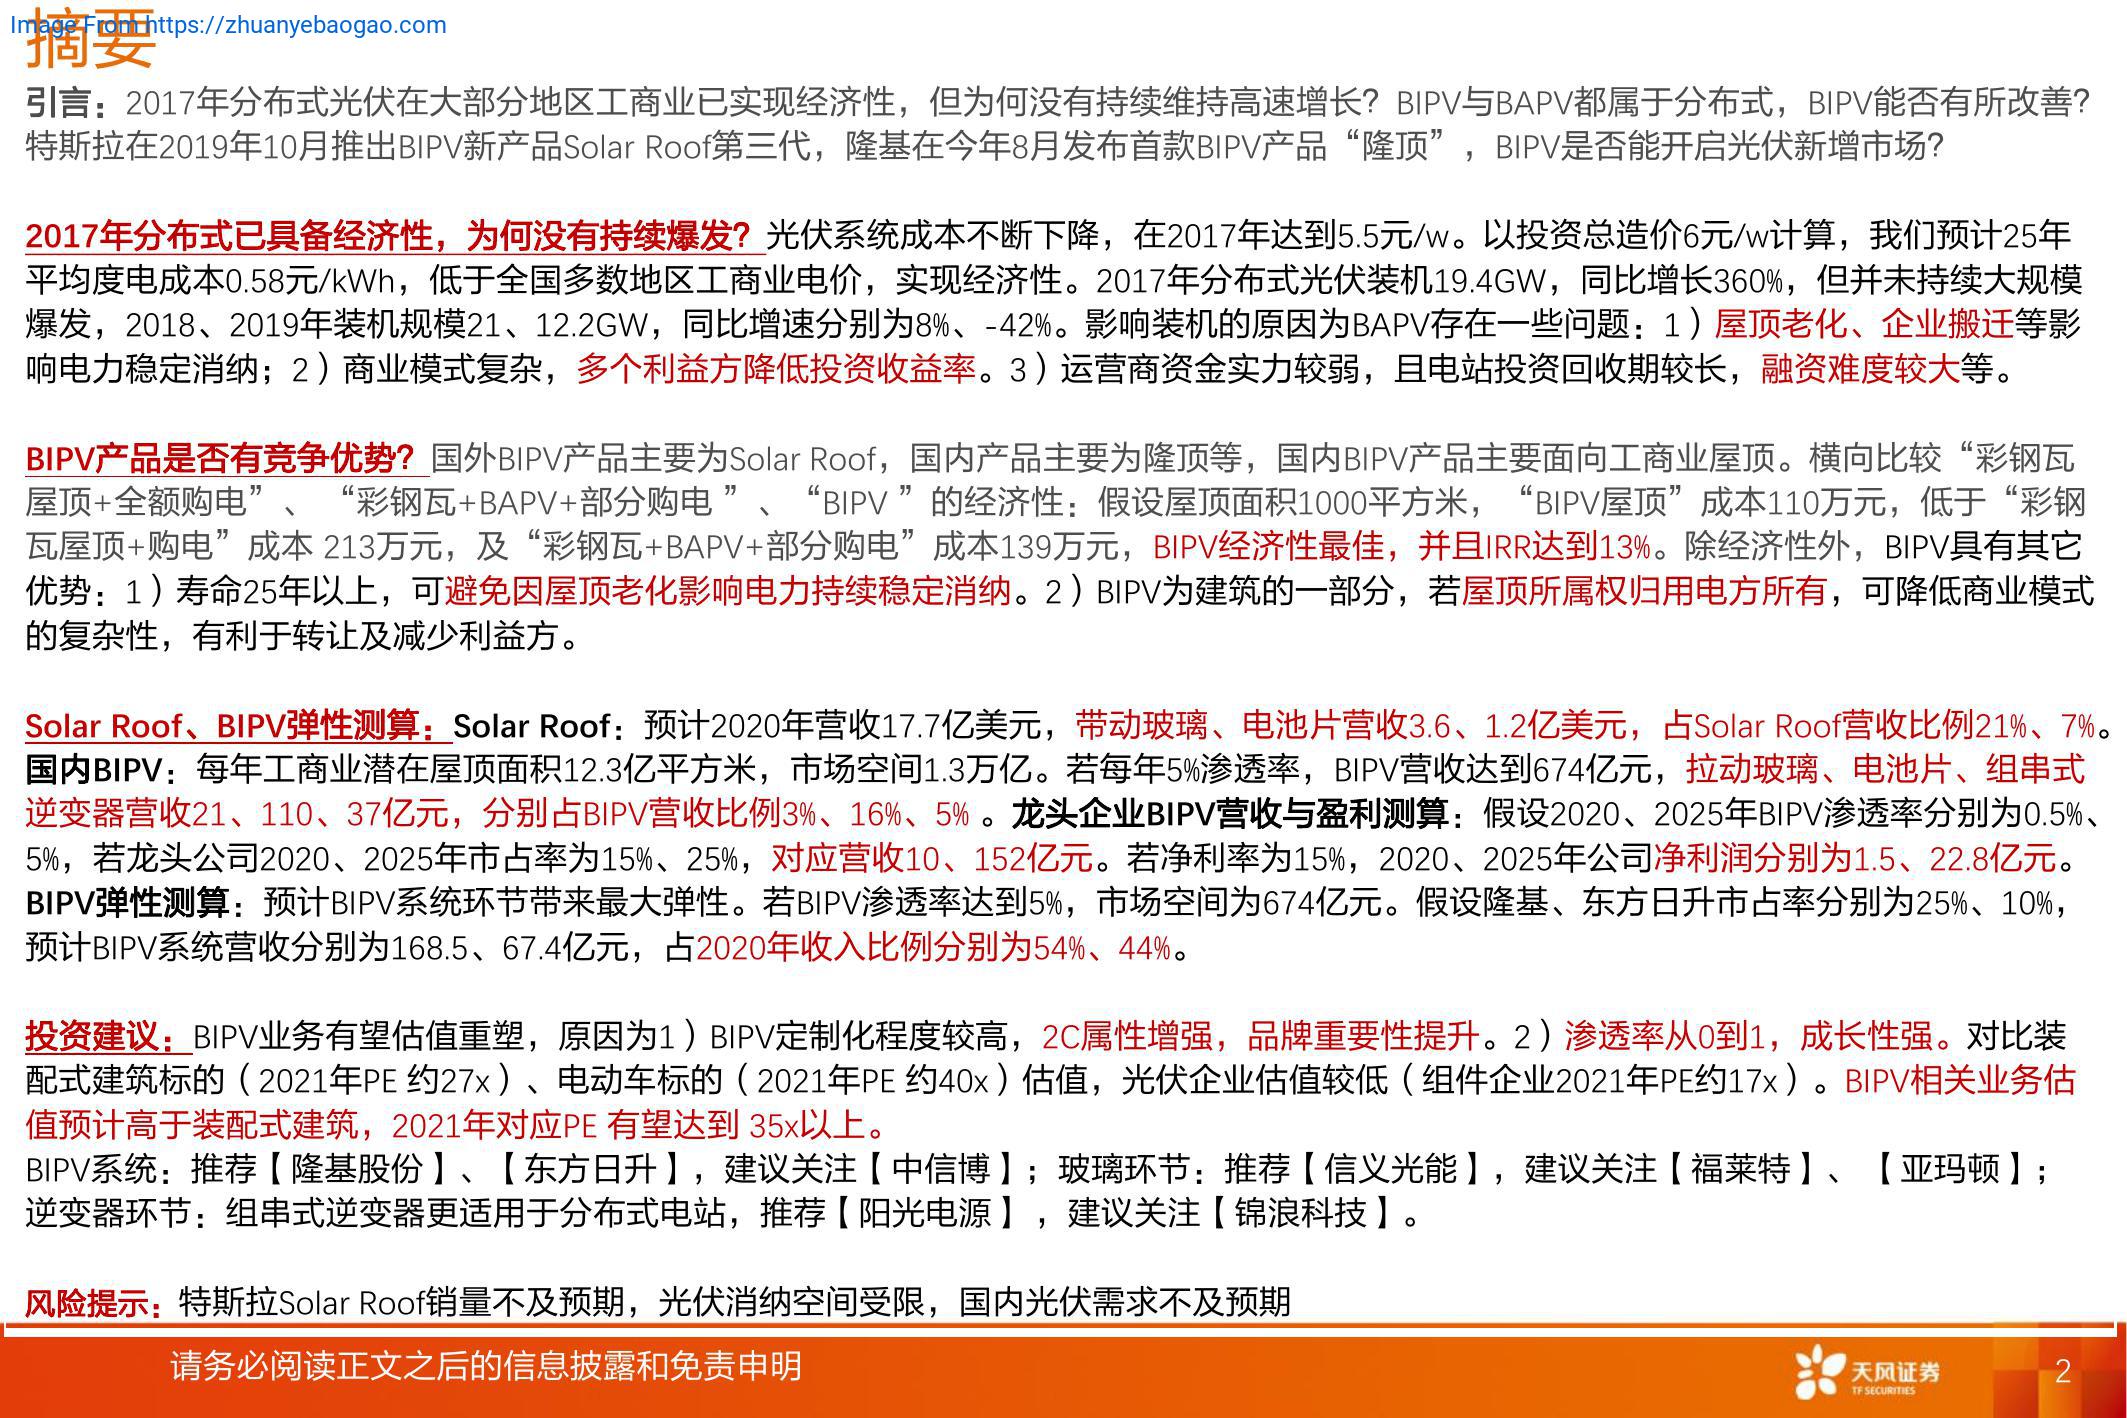 Image From https://zhuanyebaogao.com
摘要
引言：2017年分布式光伏在大部分地区工商业已实现经济性，但为何没有持续维持高速增长？BIPV与BAPV都属于分布式，BIPV能否有所改善？
特斯拉在2019年10月推出BIPV新产品Solar Roof第三代，隆基在今年8月发布首款BIPV产品“隆顶”，BIPV是否能开启光伏新增市场？
2017年分布式已具备经济性，为何没有持续爆发？光伏系统成本不断下降，在2017年达到5.5元/w。以投资总造价6元/w计算，我们预计25年
平均度电成本0.58元/kWh，低于全国多数地区工商业电价，实现经济性。2017年分布式光伏装机19.4GW，同比增长360%，但并未持续大规模
爆发，2018、2019年装机规模21、12.2GW，同比增速分别为8%、-42%。影响装机的原因为BAPV存在一些问题：1）屋顶老化、企业搬迁等影
响电力稳定消纳；2）商业模式复杂，多个利益方降低投资收益率。3）运营商资金实力较弱，且电站投资回收期较长，融资难度较大等。
BIPV产品是否有竞争优势？国外BIPV产品主要为Solar Roof，国内产品主要为隆顶等，国内BIPV产品主要面向工商业屋顶。横向比较“彩钢瓦
屋顶+全额购电”、“彩钢瓦+BAPV+部分购电 ”、“BIPV ”的经济性：假设屋顶面积1000平方米，“BIPV屋顶”成本110万元，低于“彩钢
瓦屋顶+购电”成本 213万元，及“彩钢瓦+BAPV+部分购电”成本139万元，BIPV经济性最佳，并且IRR达到13%。除经济性外，BIPV具有其它
优势：1）寿命25年以上，可避免因屋顶老化影响电力持续稳定消纳。2）BIPV为建筑的一部分，若屋顶所属权归用电方所有，可降低商业模式
的复杂性，有利于转让及减少利益方。
Solar Roof、BIPV弹性测算：Solar Roof：预计2020年营收17.7亿美元，带动玻璃、电池片营收3.6、1.2亿美元，占Solar Roof营收比例21%、7%。
国内BIPV：每年工商业潜在屋顶面积12.3亿平方米，市场空间1.3万亿。若每年5%渗透率，BIPV营收达到674亿元，拉动玻璃、电池片、组串式
逆变器营收21、110、37亿元，分别占BIPV营收比例3%、16%、5% 。龙头企业BIPV营收与盈利测算：假设2020、2025年BIPV渗透率分别为0.5%、
5%，若龙头公司2020、2025年市占率为15%、25%，对应营收10、152亿元。若净利率为15%，2020、2025年公司净利润分别为1.5、22.8亿元。
BIPV弹性测算：预计BIPV系统环节带来最大弹性。若BIPV渗透率达到5%，市场空间为674亿元。假设隆基、东方日升市占率分别为25%、10%，
预计BIPV系统营收分别为168.5、67.4亿元，占2020年收入比例分别为54%、44%。
投资建议：BIPV业务有望估值重塑，原因为1）BIPV定制化程度较高，2C属性增强，品牌重要性提升。2）渗透率从0到1，成长性强。对比装
配式建筑标的（2021年PE 约27x）、电动车标的（2021年PE 约40x）估值，光伏企业估值较低（组件企业2021年PE约17x）。BIPV相关业务估
值预计高于装配式建筑，2021年对应PE 有望达到 35x以上。
BIPV系统：推荐【隆基股份】、【东方日升】，建议关注【中信博】；玻璃环节：推荐【信义光能】，建议关注【福莱特】、【亚玛顿】；
逆变器环节：组串式逆变器更适用于分布式电站，推荐【阳光电源】，建议关注【锦浪科技】。
风险提示：特斯拉Solar Roof销量不及预期，光伏消纳空间受限，国内光伏需求不及预期
请务必阅读正文之后的信息披露和免责申明
天风证券
TF SECURITIES
2